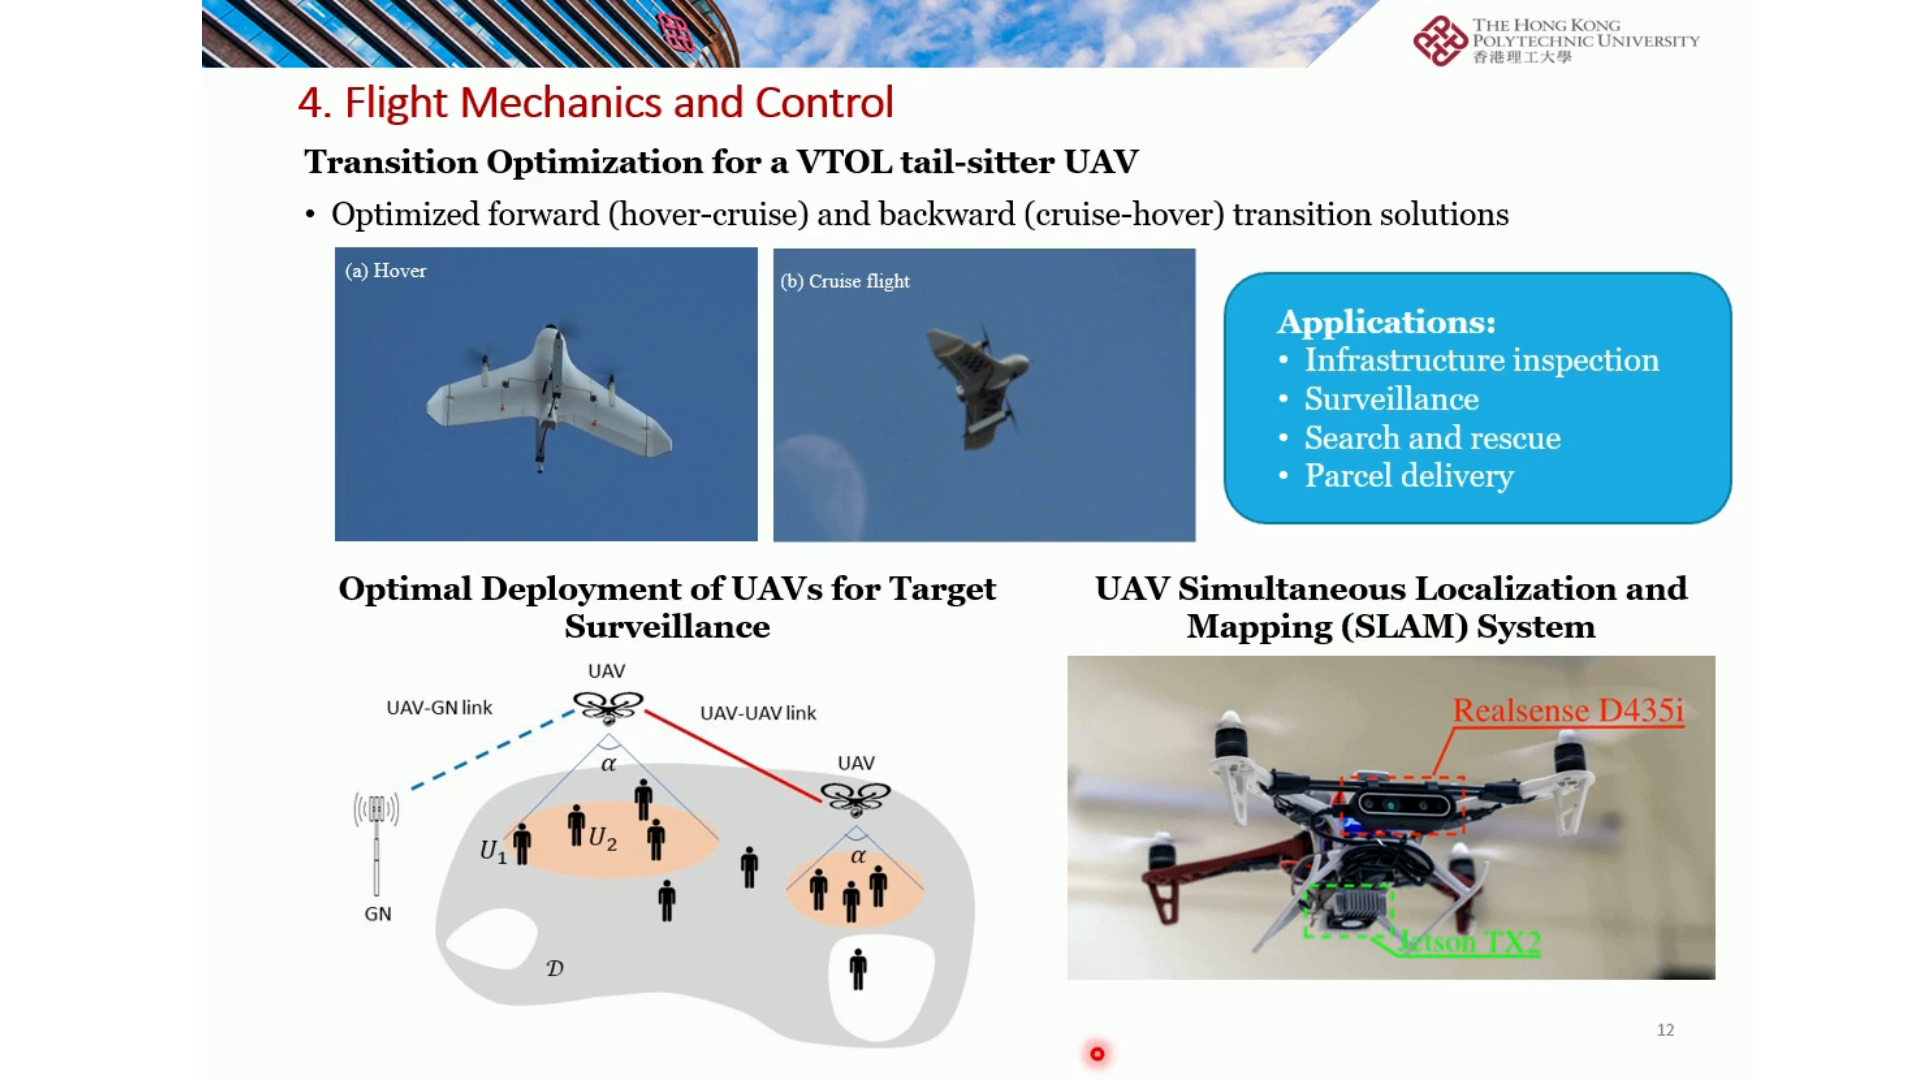 THE HONG KONG
POLYTECHNIC UNIVERSITY
香港理工大學
4. Flight Mechanics and Control
Transition Optimization for a VTOL tail-sitter UAV
• Optimized forward (hover-cruise) and backward (cruise-hover) transition solutions
(a) Hover
(b) Cruise flight
Applications:
• Infrastructure inspection
• Surveillance
• Search and rescue
• Parcel delivery
Optimal Deployment of UAVs for Target
Surveillance
UAV
UAV-GN link
UAV-UAV link
α
UAV
α
U₁
U₂
GN
𝒟
UAV Simultaneous Localization and
Mapping (SLAM) System
Realsense D435i
Jetson TX2
12